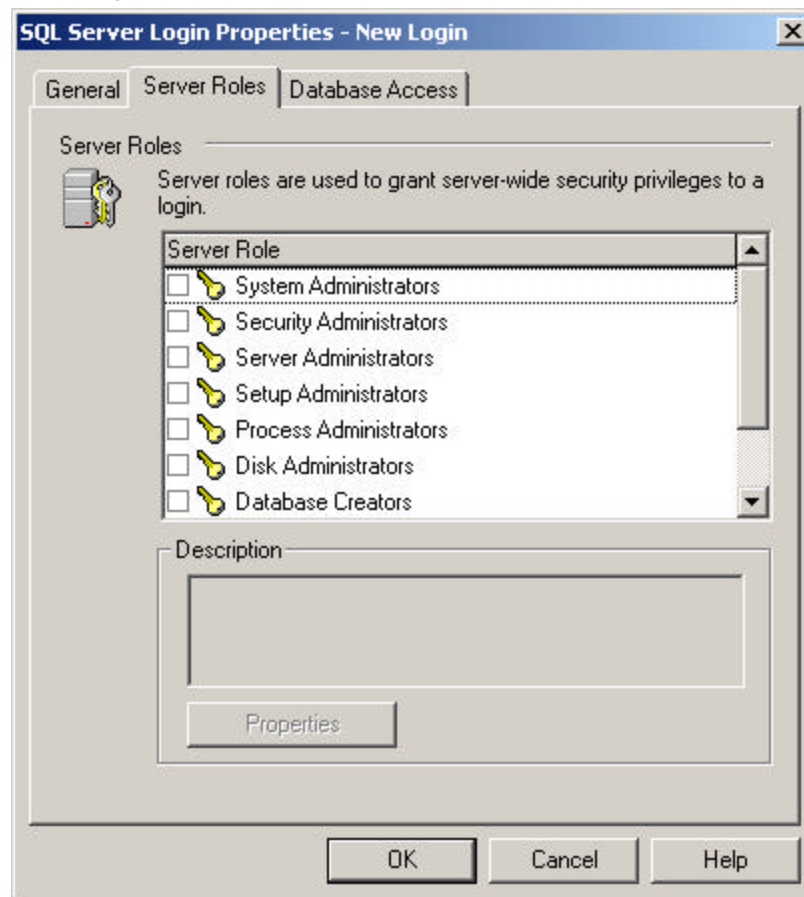 SQL Server Login Properties - New Login
General Server Roles Database Access
Server Roles
Server roles are used to grant server-wide security privileges to a
login.
Server Role
System Administrators
Security Administrators
Server Administrators
Setup Administrators
Process Administrators
Disk Administrators
Database Creators
Description
Properties
OK Cancel Help